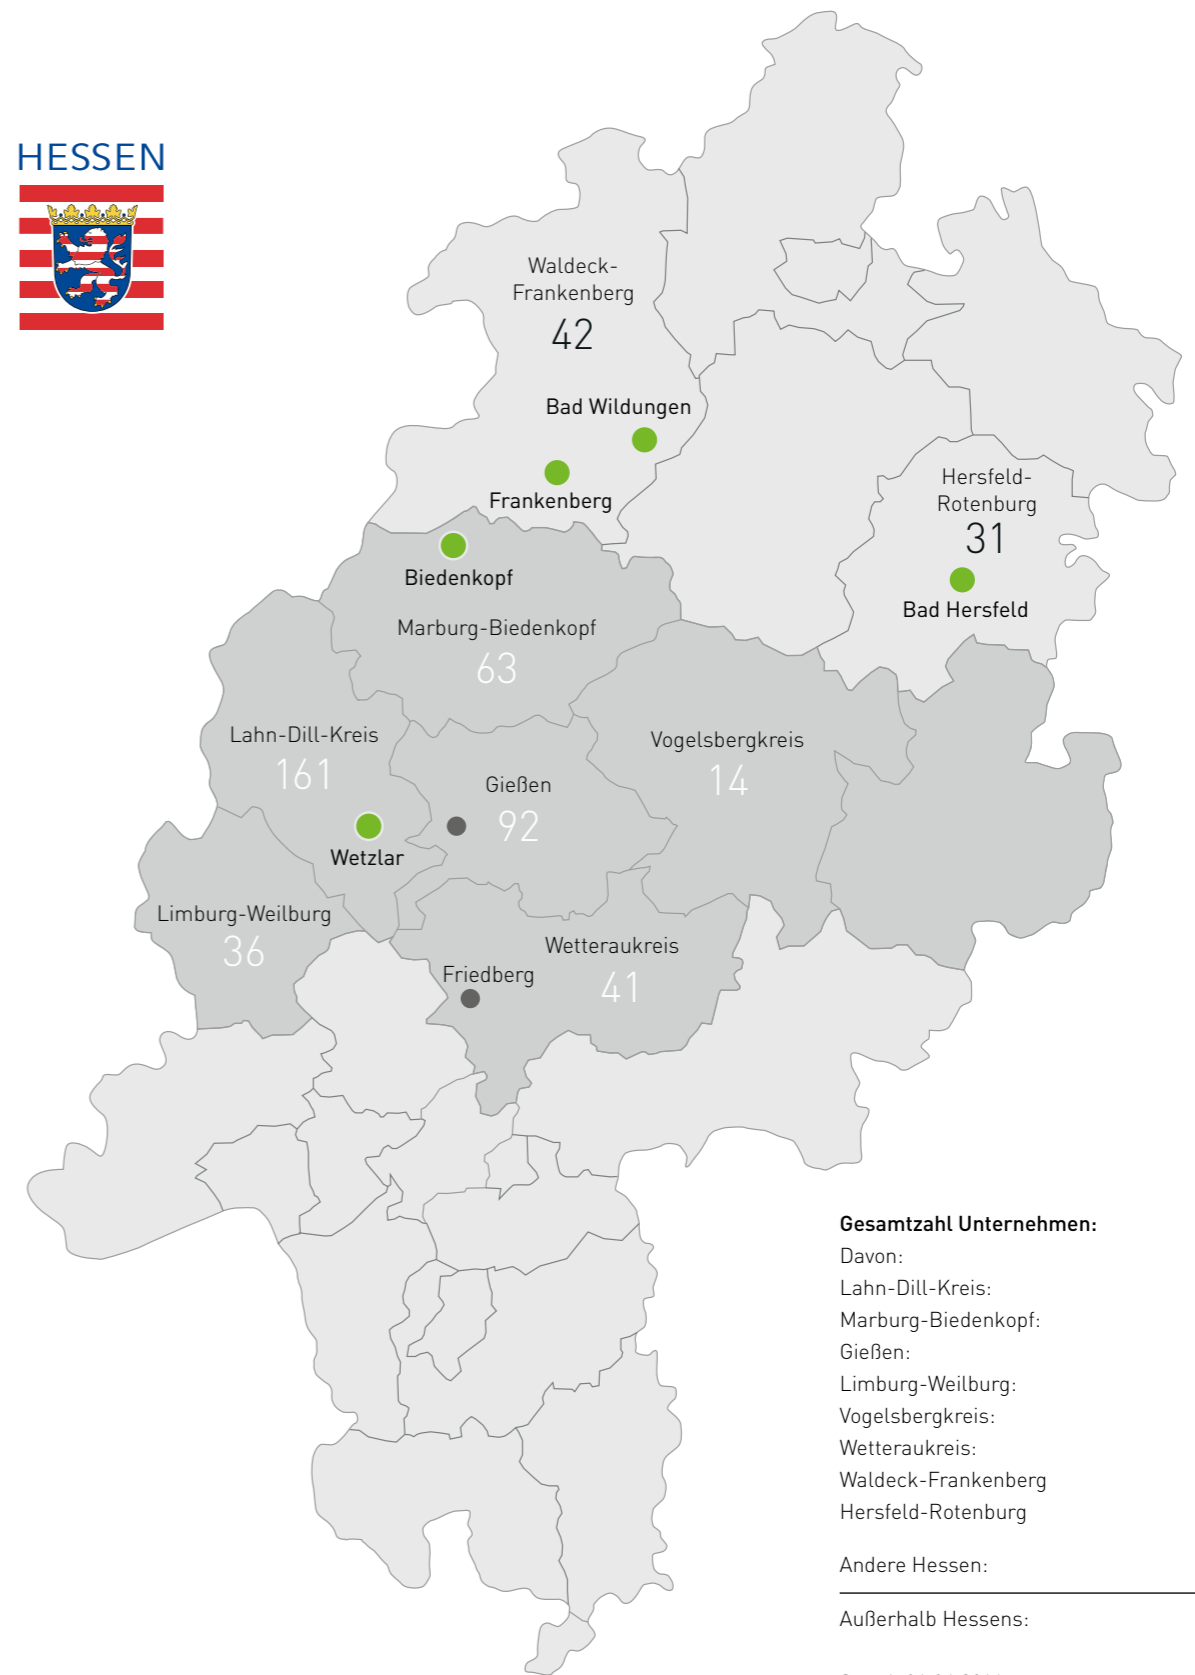 HESSEN
Waldeck-
Frankenberg
42
Bad Wildungen
Frankenberg
Hersfeld-
Rotenburg
31
Bad Hersfeld
Biedenkopf
Marburg-Biedenkopf
63
Lahn-Dill-Kreis
161
Wetzlar
Gießen
92
Vogelsbergkreis
14
Limburg-Weilburg
36
Wetteraukreis
41
Friedberg
Gesamtzahl Unternehmen:
Davon:
Lahn-Dill-Kreis:
Marburg-Biedenkopf:
Gießen:
Limburg-Weilburg:
Vogelsbergkreis:
Wetteraukreis:
Waldeck-Frankenberg
Hersfeld-Rotenburg
Andere Hessen:
Außerhalb Hessens: